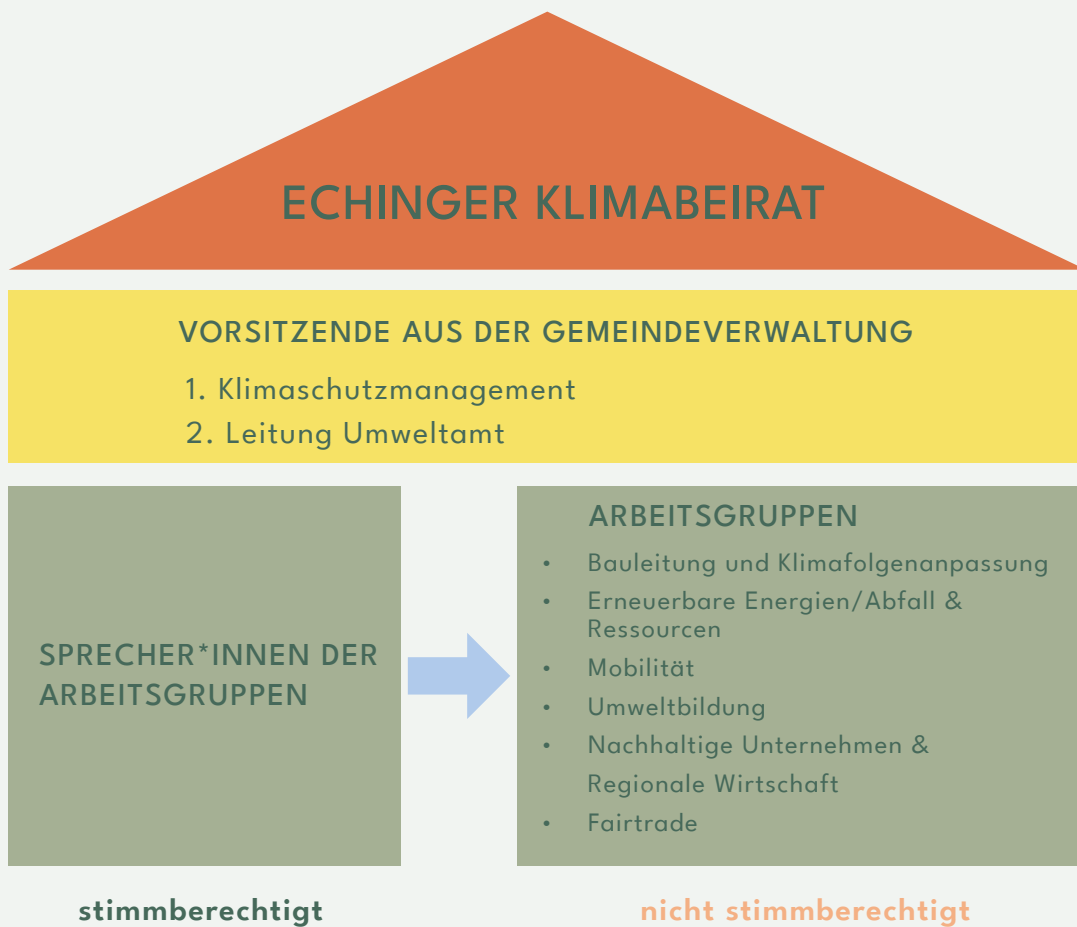 ECHINGER KLIMABEIRAT
VORSITZENDE AUS DER GEMEINDEVERWALTUNG
1. Klimaschutzmanagement
2. Leitung Umweltamt
SPRECHER*INNEN DER
ARBEITSGRUPPEN
ARBEITSGRUPPEN
• Bauleitung und Klimafolgenanpassung
• Erneuerbare Energien/Abfall &
Ressourcen
• Mobilität
• Umweltbildung
• Nachhaltige Unternehmen &
Regionale Wirtschaft
• Fairtrade
stimmberechtigt
nicht stimmberechtigt